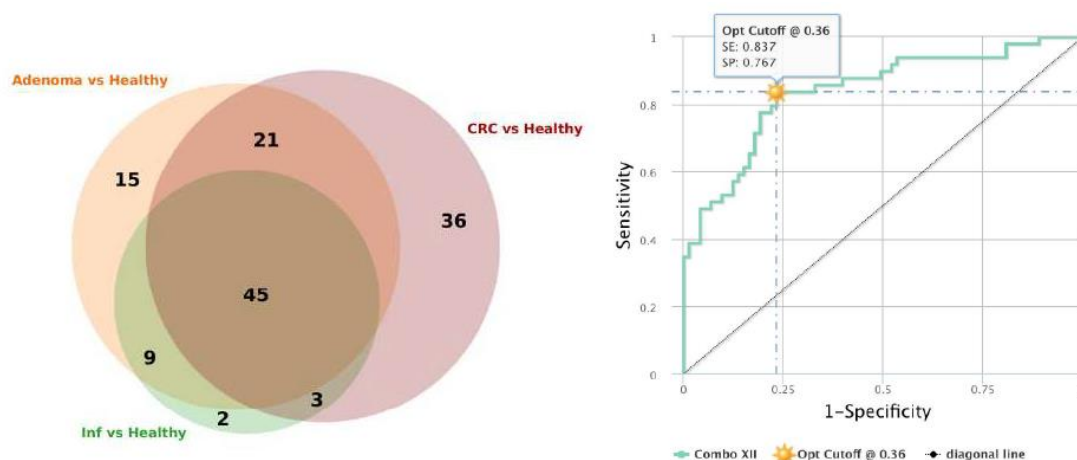 Adenoma vs Healthy
CRC vs Healthy
21
15
36
45
9
3
2
Inf vs Healthy
Opt Cutoff @ 0.36
SE: 0.837
SP: 0.767
Sensitivity
1
0.8
0.6
0.4
0.2
0
0
0.25
0.5
0.75
1-Specificity
Combo XII Opt Cutoff @ 0.36 diagonal line